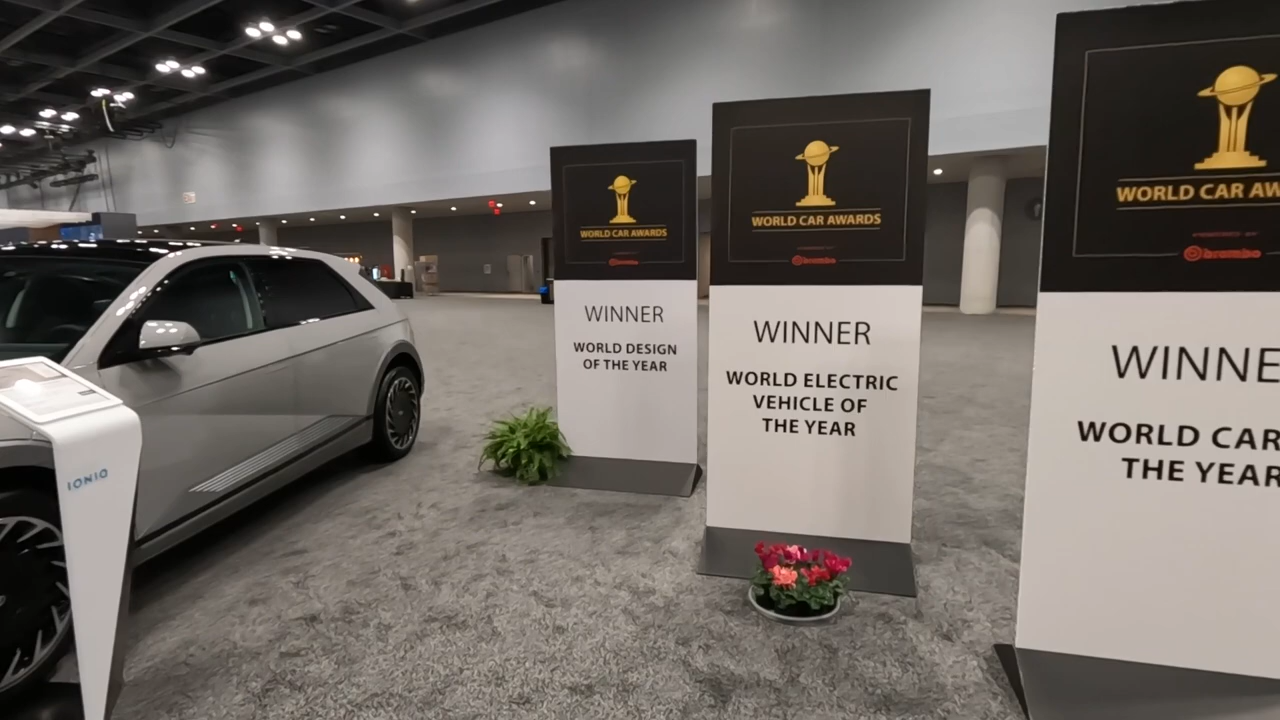 IONIQ
WORLD CAR AWARDS
brembo
WINNER
WORLD DESIGN
OF THE YEAR
WORLD CAR AWARDS
brembo
WINNER
WORLD ELECTRIC
VEHICLE OF
THE YEAR
WORLD CAR AW
brembo
WINNE
WORLD CAR
THE YEAR